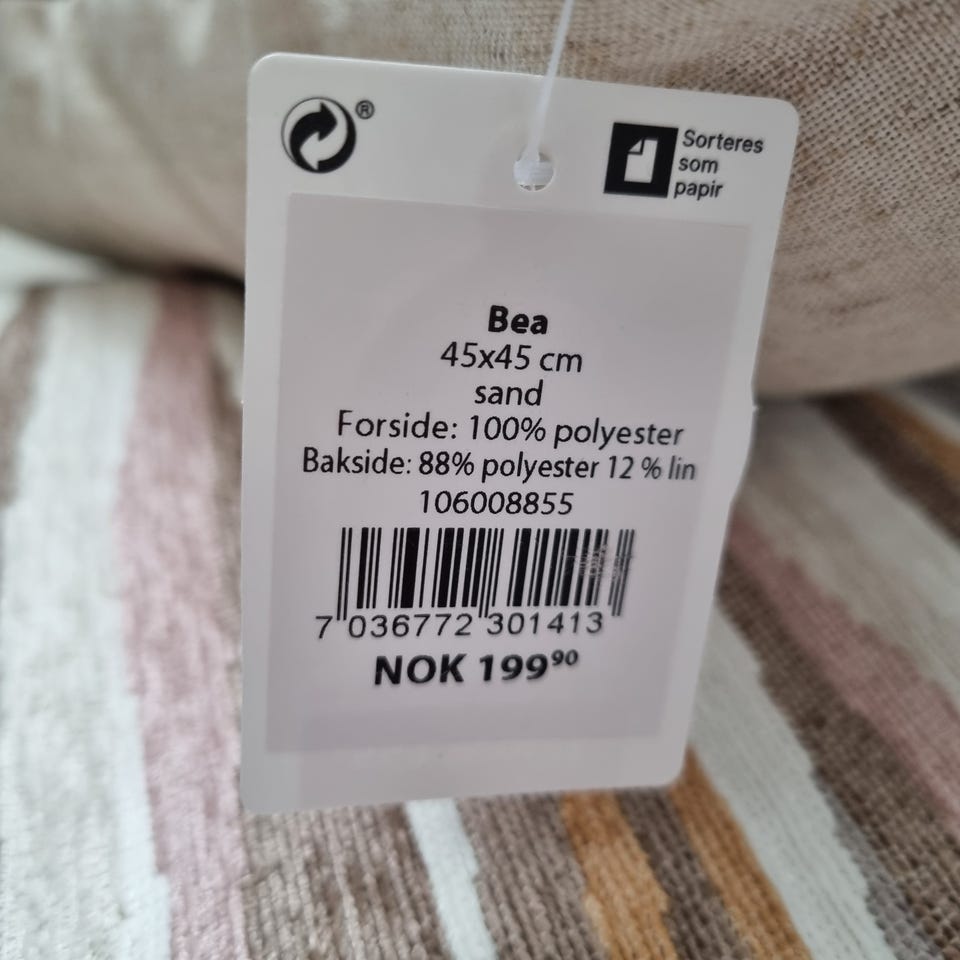 ®
Sorteres
som
papir
Bea
45x45 cm
sand
Forside: 100% polyester
Bakside: 88% polyester 12 % lin
106008855
7 036772 301413
NOK 199⁹⁰